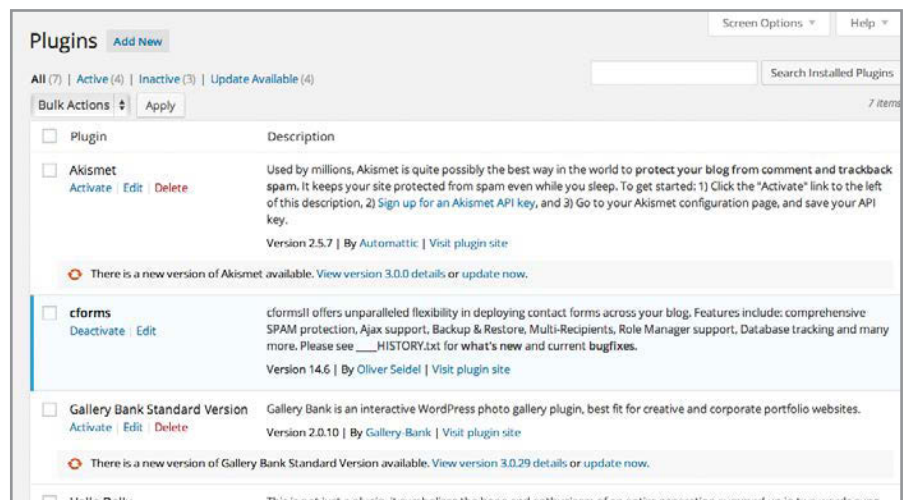 Screen Options ▼ Help ▼
Plugins Add New
All (7) | Active (4) | Inactive (3) | Update Available (4)
Search Installed Plugins
Bulk Actions Apply
7 items
Plugin Description
Akismet
Activate | Edit | Delete
Used by millions, Akismet is quite possibly the best way in the world to protect your blog from comment and trackback
spam. It keeps your site protected from spam even while you sleep. To get started: 1) Click the "Activate" link to the left
of this description, 2) Sign up for an Akismet API key, and 3) Go to your Akismet configuration page, and save your API
key.
Version 2.5.7 | By Automattic | Visit plugin site
There is a new version of Akismet available. View version 3.0.0 details or update now.
cforms
Deactivate | Edit
cformsII offers unparalleled flexibility in deploying contact forms across your blog. Features include: comprehensive
SPAM protection, Ajax support, Backup & Restore, Multi-Recipients, Role Manager support, Database tracking and many
more. Please see ____HISTORY.txt for what's new and current bugfixes.
Version 14.6 | By Oliver Seidel | Visit plugin site
Gallery Bank Standard Version
Activate | Edit | Delete
Gallery Bank is an interactive WordPress photo gallery plugin, best fit for creative and corporate portfolio websites.
Version 2.0.10 | By Gallery-Bank | Visit plugin site
There is a new version of Gallery Bank Standard Version available. View version 3.0.29 details or update now.